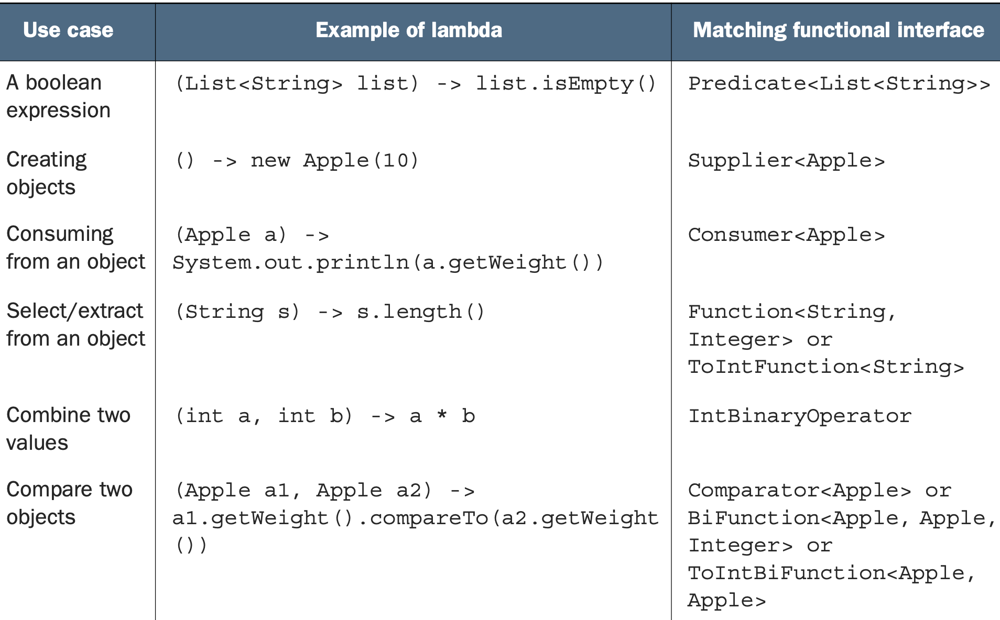 Use case
Example of lambda
Matching functional interface
A boolean
expression
(List<String> list) -> list.isEmpty()
Predicate<List<String>>
Creating
objects
() -> new Apple(10)
Supplier<Apple>
Consuming
from an object
(Apple a) ->
System.out.println(a.getWeight())
Consumer<Apple>
Select/extract
from an object
(String s) -> s.length()
Function<String,
Integer> or
ToIntFunction<String>
Combine two
values
(int a, int b) -> a * b
IntBinaryOperator
Compare two
objects
(Apple a1, Apple a2) ->
a1.getWeight().compareTo(a2.getWeight
())
Comparator<Apple> or
BiFunction<Apple, Apple,
Integer> or
ToIntBiFunction<Apple,
Apple>